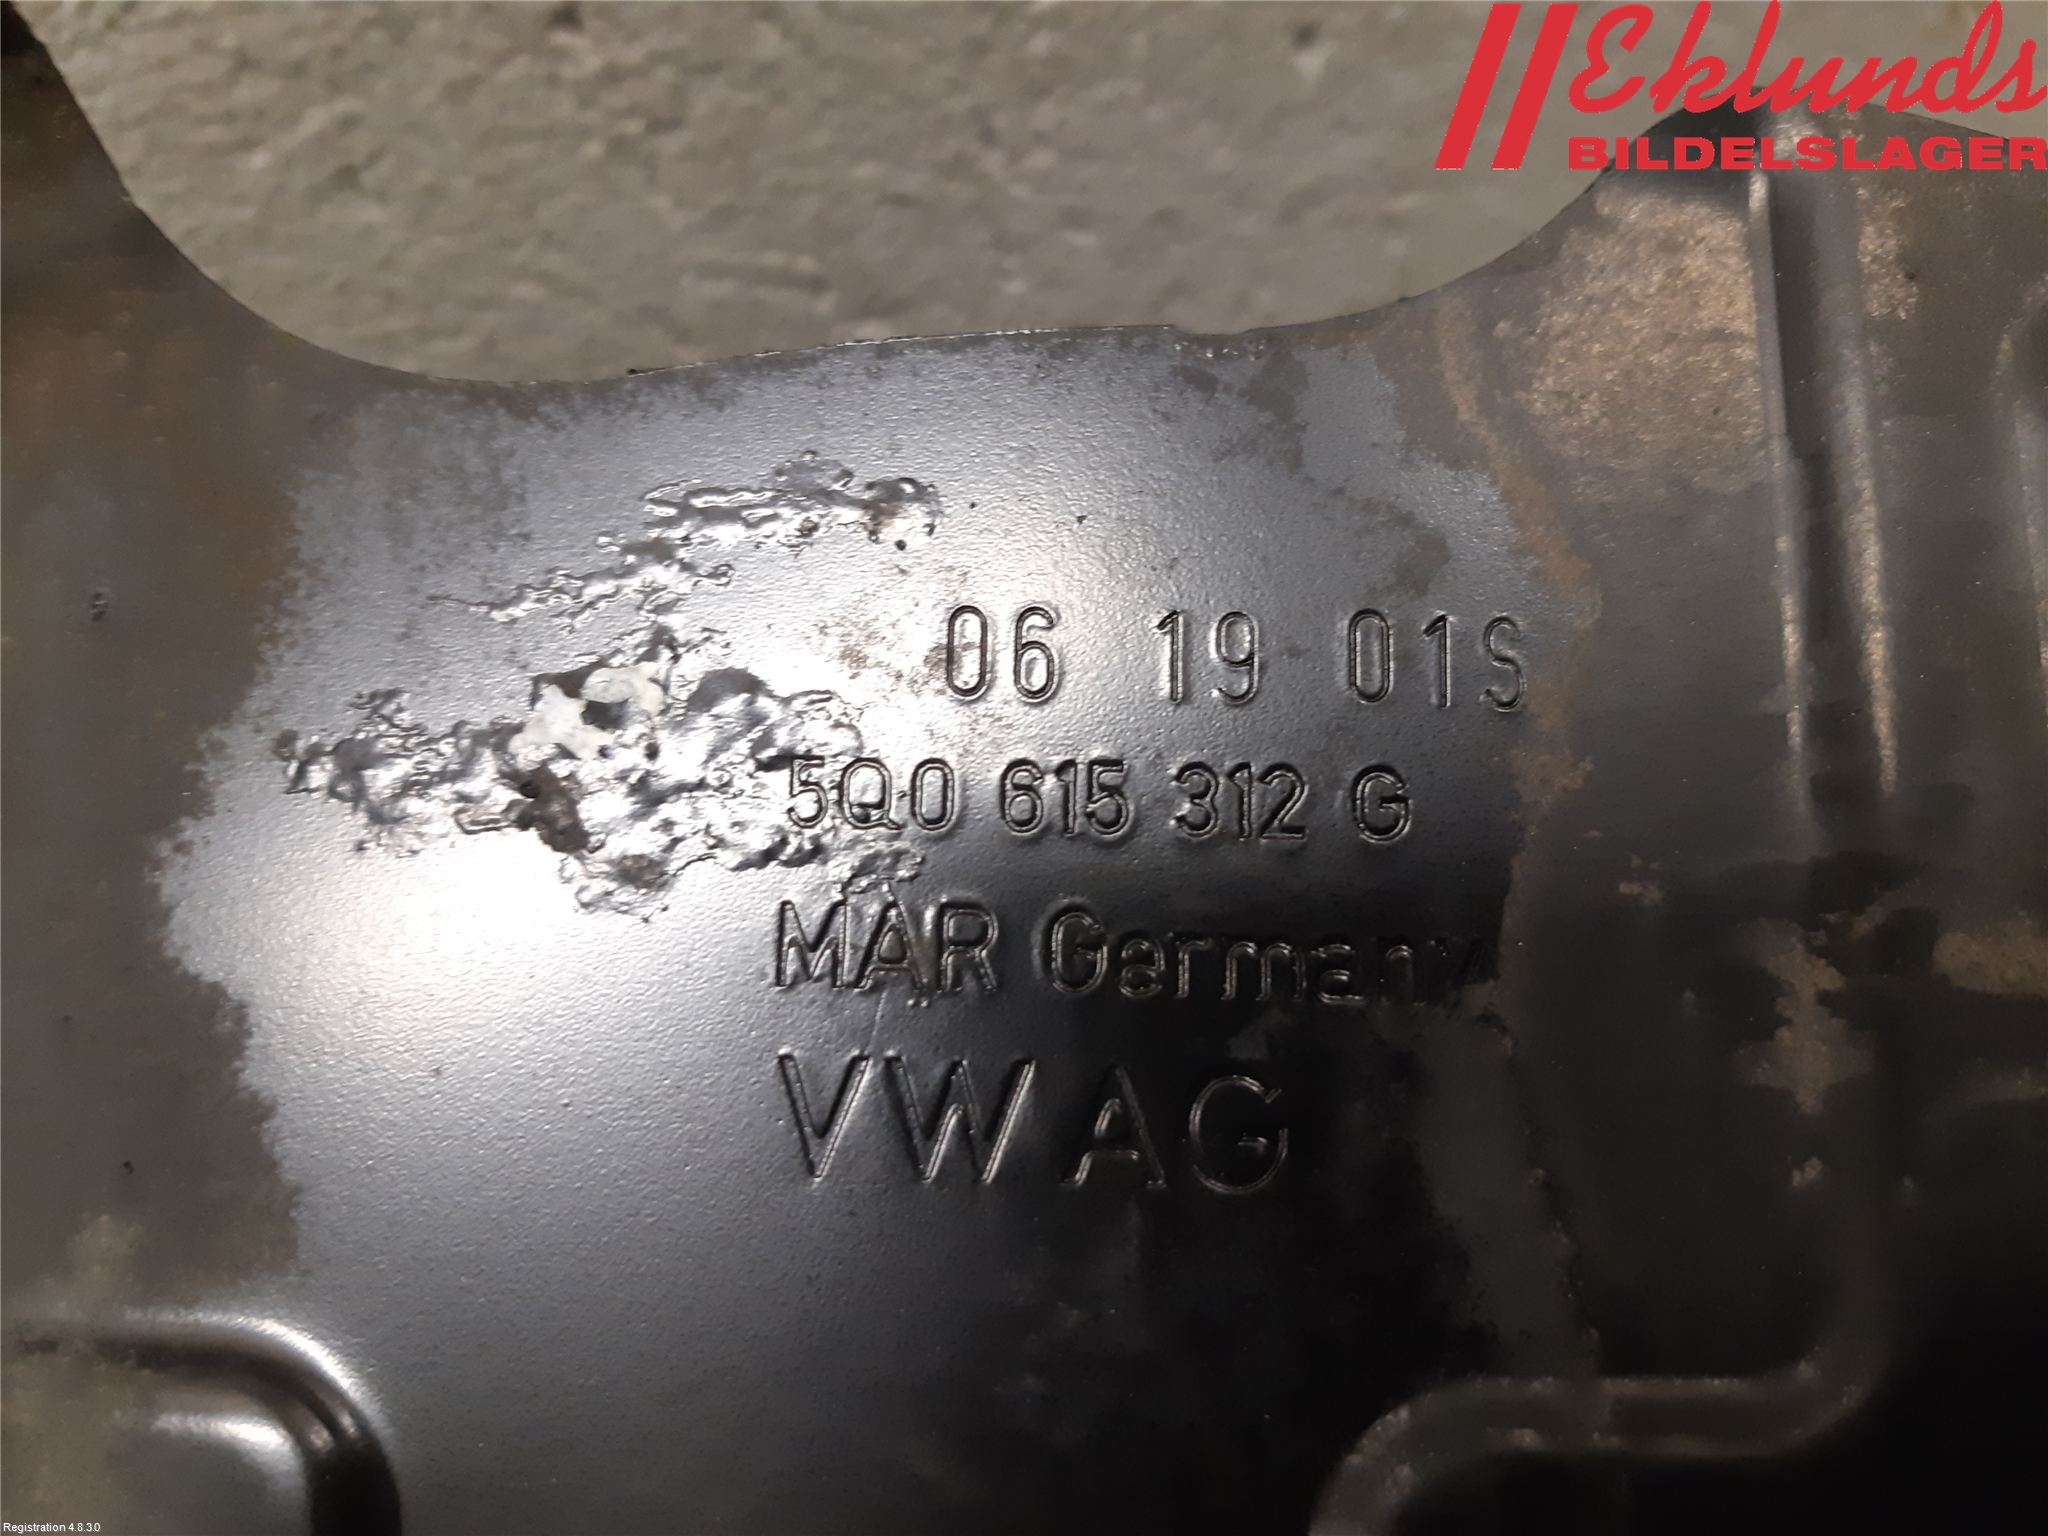 Eklunds
BILDELSLAGER
06 19 01S
5Q0 615 312 G
MAR Germany
VW AG
Registration 4.8.3.0